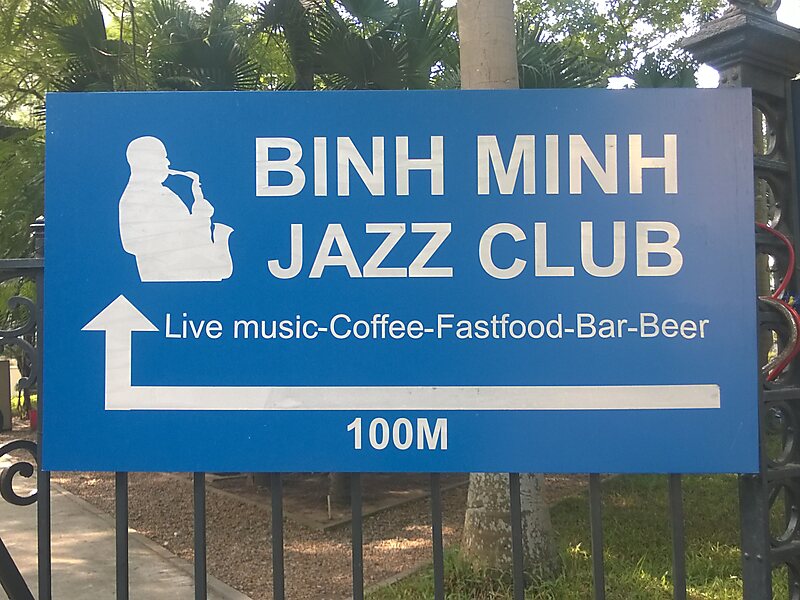 BINH MINH
JAZZ CLUB
Live music-Coffee-Fastfood-Bar-Beer
100M